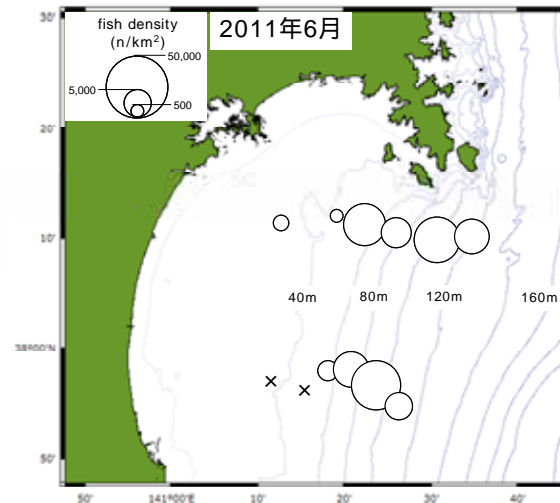 30'
fish density
(n/km²)
50,000
5,000
500
2011年6月
20'
10'
40m
80m
120m
160m
38°00'N
50'
50'
141°00'E
10'
20'
30'
40'
50'